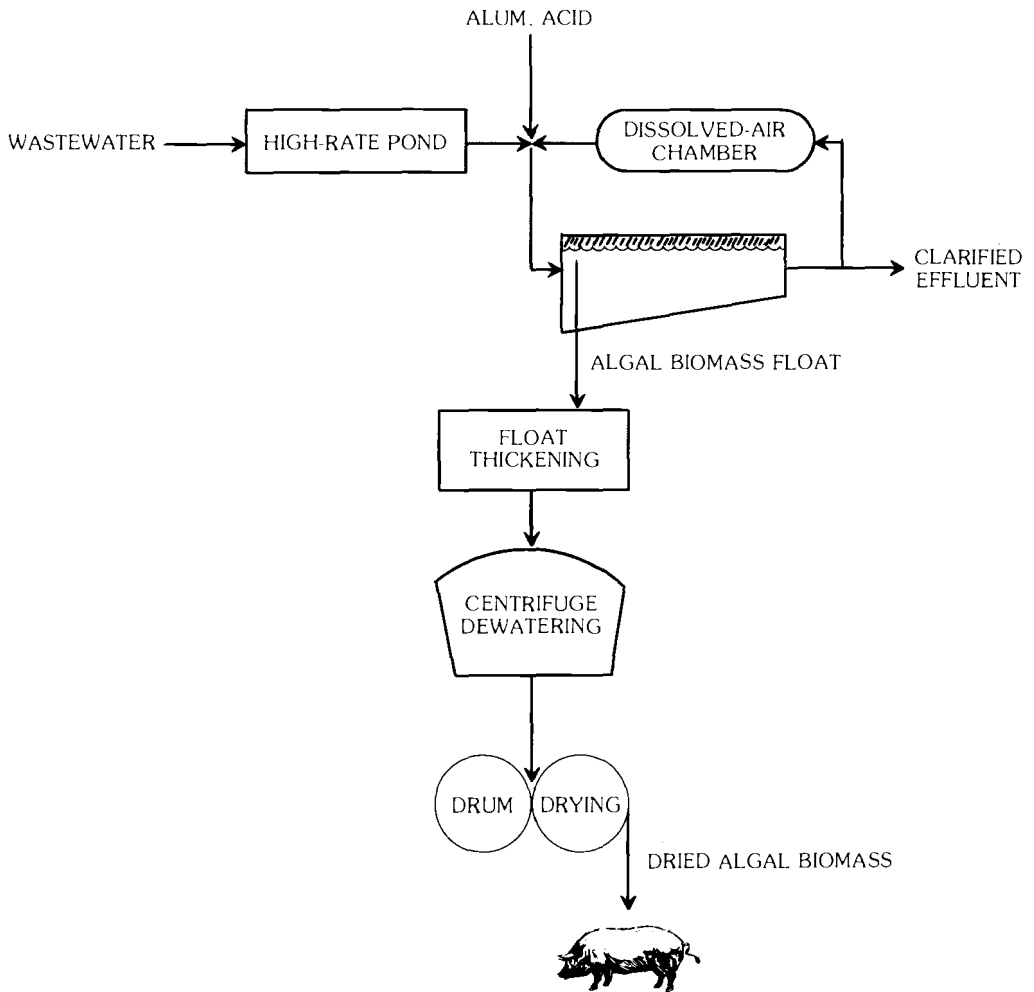 ALUM, ACID
WASTEWATER
HIGH-RATE POND
DISSOLVED-AIR
CHAMBER
CLARIFIED
EFFLUENT
ALGAL BIOMASS FLOAT
FLOAT
THICKENING
CENTRIFUGE
DEWATERING
DRUM
DRYING
DRIED ALGAL BIOMASS